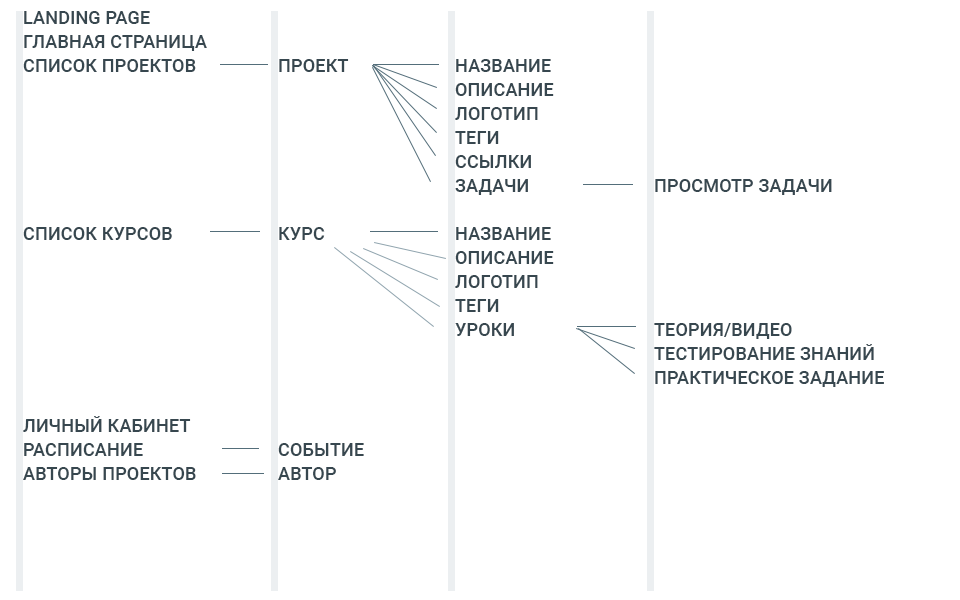 LANDING PAGE
ГЛАВНАЯ СТРАНИЦА
СПИСОК ПРОЕКТОВ ПРОЕКТ НАЗВАНИЕ
ОПИСАНИЕ
ЛОГОТИП
ТЕГИ
ССЫЛКИ
ЗАДАЧИ ПРОСМОТР ЗАДАЧИ
СПИСОК КУРСОВ КУРС НАЗВАНИЕ
ОПИСАНИЕ
ЛОГОТИП
ТЕГИ
УРОКИ ТЕОРИЯ/ВИДЕО
ТЕСТИРОВАНИЕ ЗНАНИЙ
ПРАКТИЧЕСКОЕ ЗАДАНИЕ
ЛИЧНЫЙ КАБИНЕТ
РАСПИСАНИЕ СОБЫТИЕ
АВТОРЫ ПРОЕКТОВ АВТОР